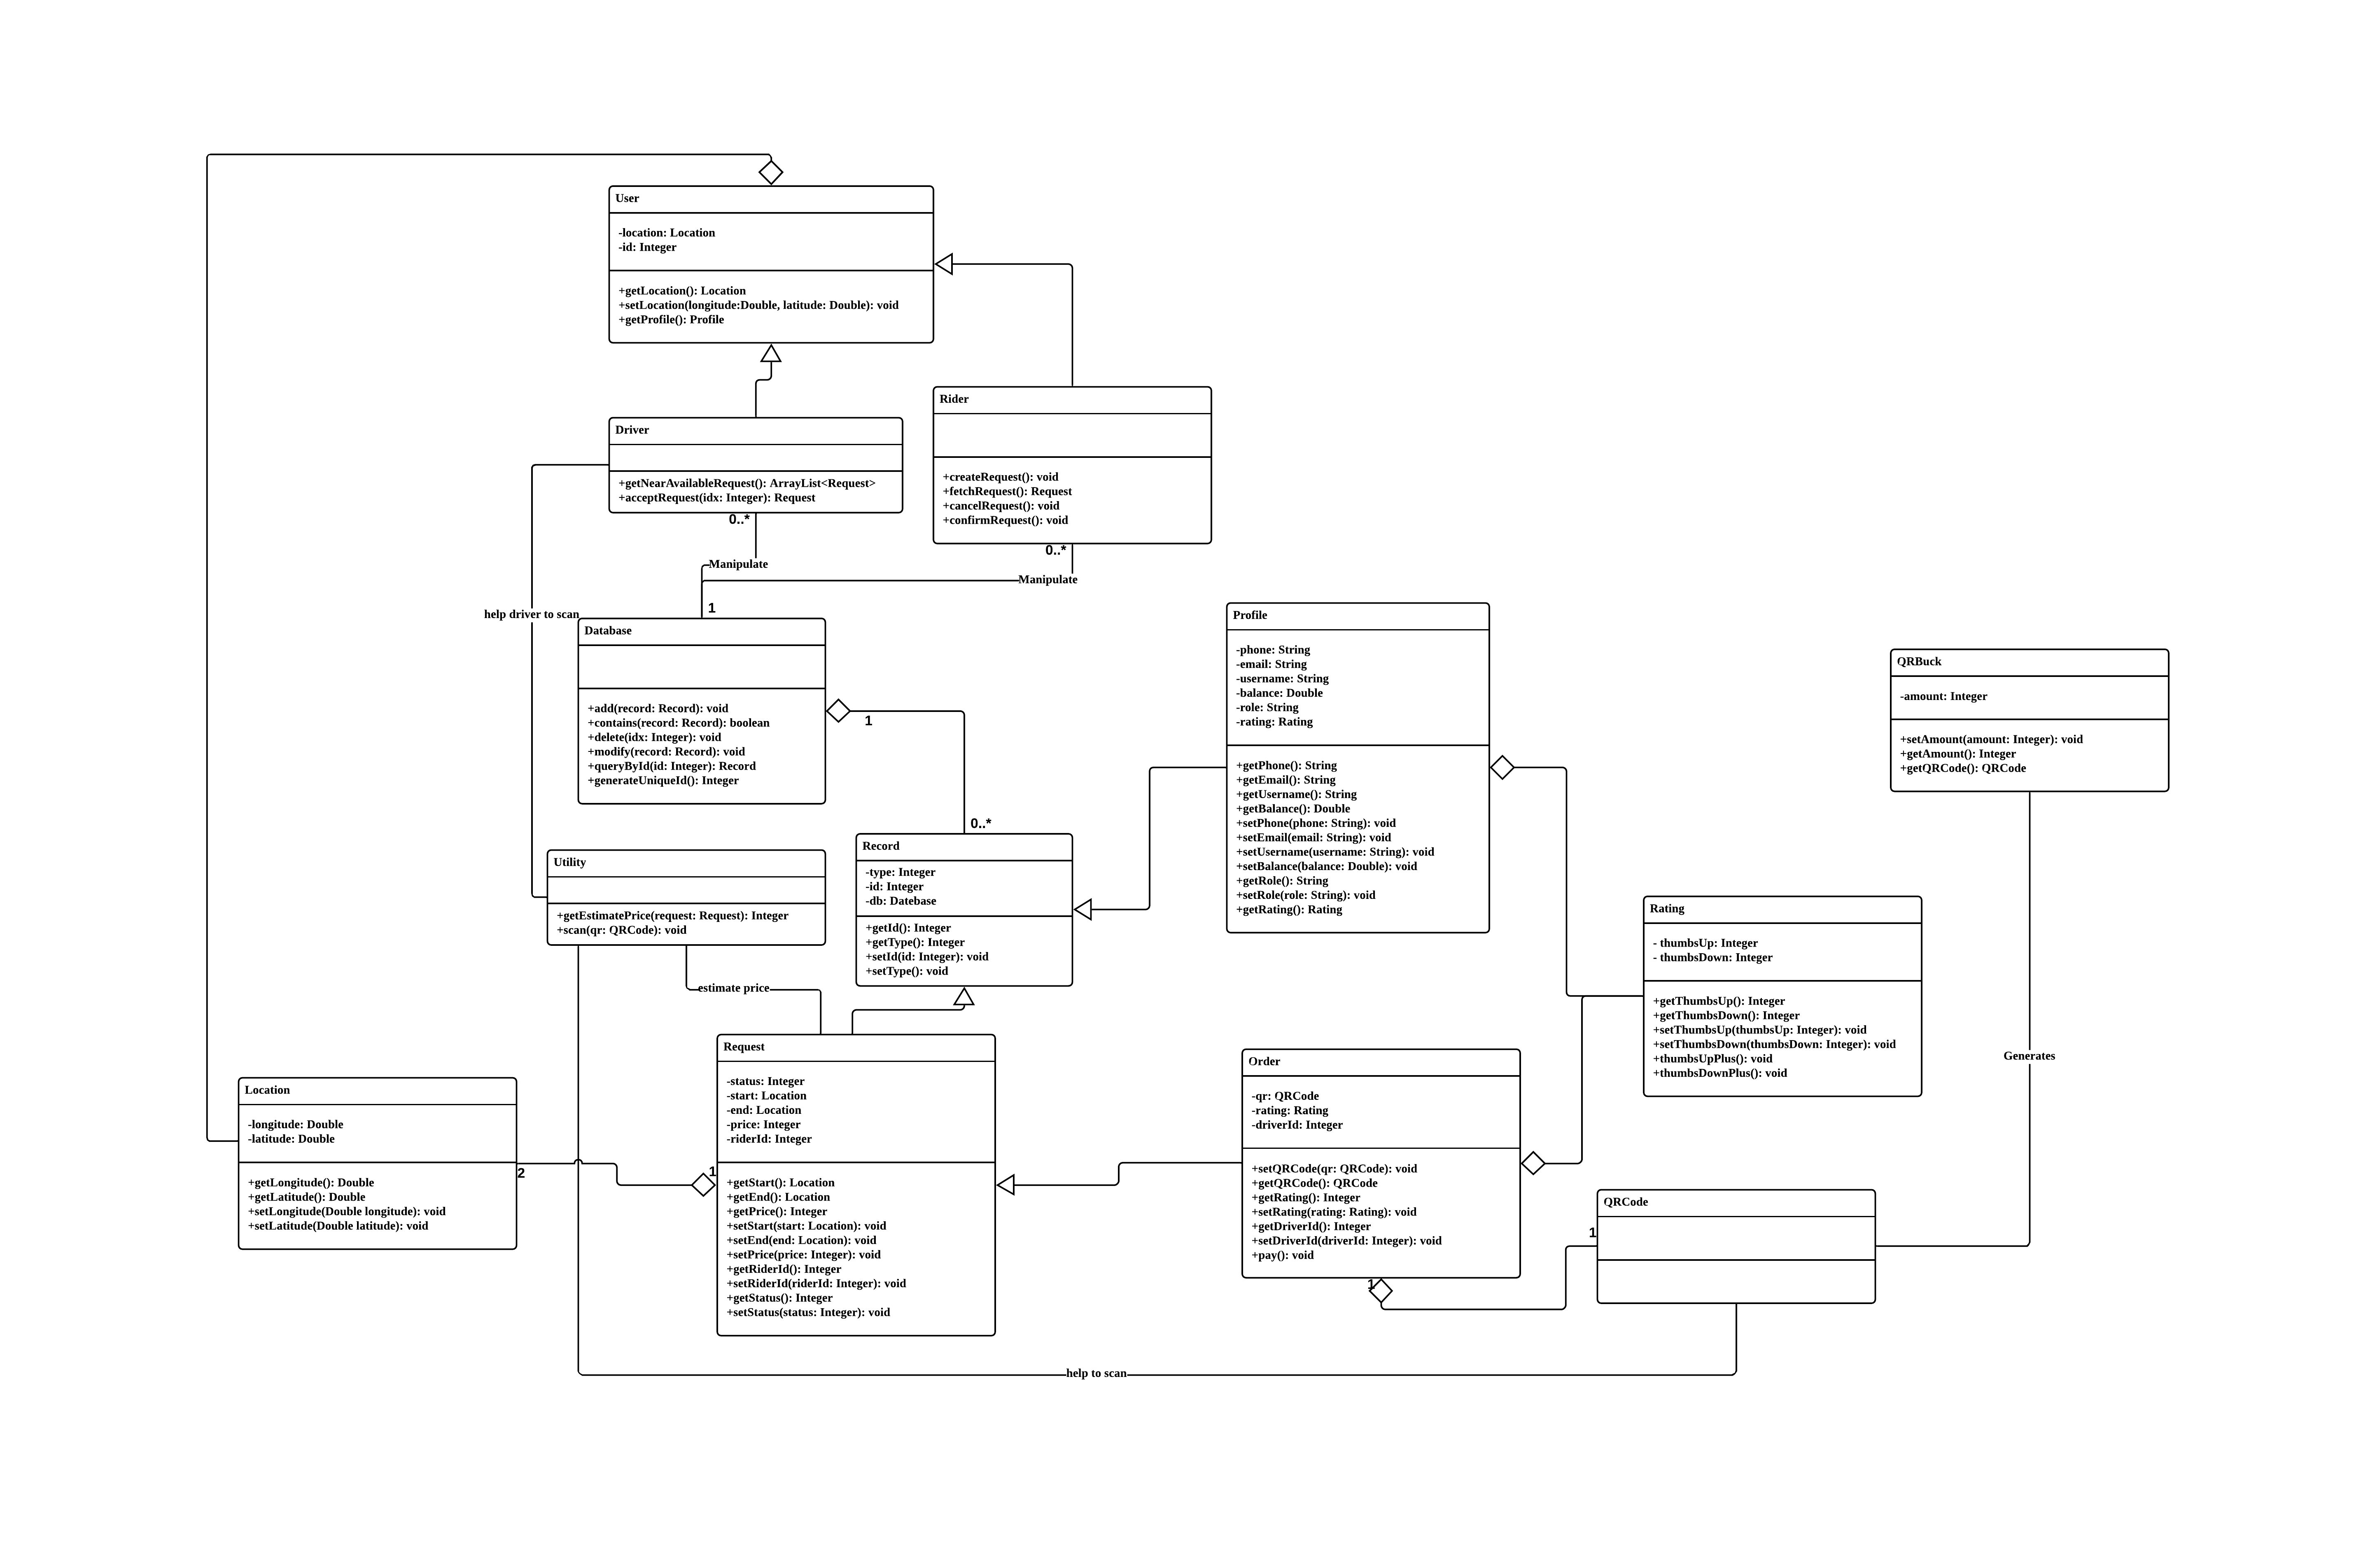 User
-location: Location
-id: Integer
+getLocation(): Location
+setLocation(longitude:Double, latitude: Double): void
+getProfile(): Profile
Driver
+getNearAvailableRequest(): ArrayList<Request>
+acceptRequest(idx: Integer): Request
0..*
Manipulate
Rider
+createRequest(): void
+fetchRequest(): Request
+cancelRequest(): void
+confirmRequest(): void
0..*
Manipulate
1
help driver to scan
Database
+add(record: Record): void
+contains(record: Record): boolean
+delete(idx: Integer): void
+modify(record: Record): void
+queryById(id: Integer): Record
+generateUniqueId(): Integer
1
0..*
Profile
-phone: String
-email: String
-username: String
-balance: Double
-role: String
-rating: Rating
+getPhone(): String
+getEmail(): String
+getUsername(): String
+getBalance(): Double
+setPhone(phone: String): void
+setEmail(email: String): void
+setUsername(username: String): void
+setBalance(balance: Double): void
+getRole(): String
+setRole(role: String): void
+getRating(): Rating
QRBuck
-amount: Integer
+setAmount(amount: Integer): void
+getAmount(): Integer
+getQRCode(): QRCode
Utility
+getEstimatePrice(request: Request): Integer
+scan(qr: QRCode): void
estimate price
Record
-type: Integer
-id: Integer
-db: Datebase
+getId(): Integer
+getType(): Integer
+setId(id: Integer): void
+setType(): void
Rating
- thumbsUp: Integer
- thumbsDown: Integer
+getThumbsUp(): Integer
+getThumbsDown(): Integer
+setThumbsUp(thumbsUp: Integer): void
+setThumbsDown(thumbsDown: Integer): void
+thumbsUpPlus(): void
+thumbsDownPlus(): void
Generates
Location
-longitude: Double
-latitude: Double
+getLongitude(): Double
+getLatitude(): Double
+setLongitude(Double longitude): void
+setLatitude(Double latitude): void
2
1
Request
-status: Integer
-start: Location
-end: Location
-price: Integer
-riderId: Integer
+getStart(): Location
+getEnd(): Location
+getPrice(): Integer
+setStart(start: Location): void
+setEnd(end: Location): void
+setPrice(price: Integer): void
+getRiderId(): Integer
+setRiderId(riderId: Integer): void
+getStatus(): Integer
+setStatus(status: Integer): void
Order
-qr: QRCode
-rating: Rating
-driverId: Integer
+setQRCode(qr: QRCode): void
+getQRCode(): QRCode
+getRating(): Integer
+setRating(rating: Rating): void
+getDriverId(): Integer
+setDriverId(driverId: Integer): void
+pay(): void
1
1
QRCode
help to scan